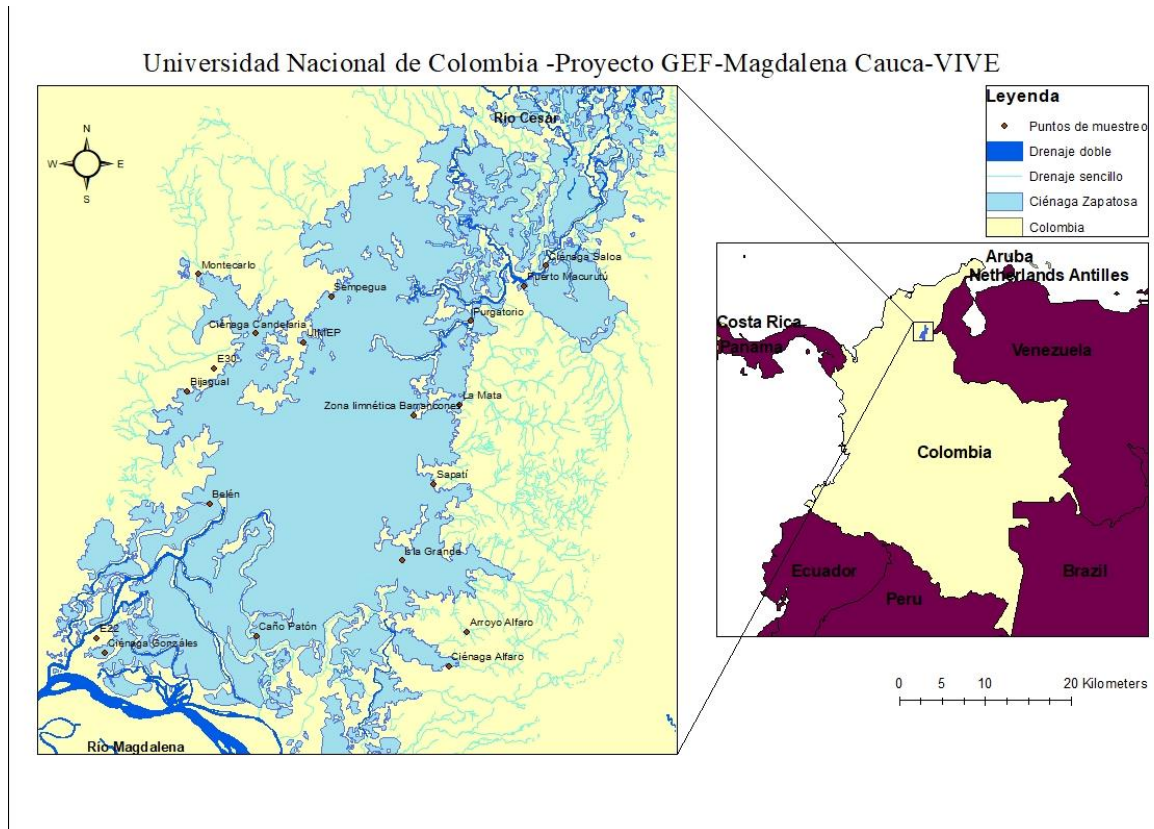 Universidad Nacional de Colombia -Proyecto GEF-Magdalena Cauca-VIVE
Leyenda
Puntos de muestreo
Drenaje doble
Drenaje sencillo
Ciénaga Zapatosa
Colombia
N
W
E
S
Río Cesar
Ciénaga Saloa
Puerto Macurutú
Montecarlo
Sempegua
Purgatorio
Ciénaga Candelaria
UIMEP
E30
Bijagual
La Mata
Zona limnética Barrancones
Sapatí
Belén
Isla Grande
Arroyo Alfaro
Caño Patón
E22
Ciénaga Gonzáles
Ciénaga Alfaro
Río Magdalena
Aruba
Netherlands Antilles
Costa Rica
Panama
Venezuela
Colombia
Ecuador
Peru
Brazil
0 5 10 20 Kilometers